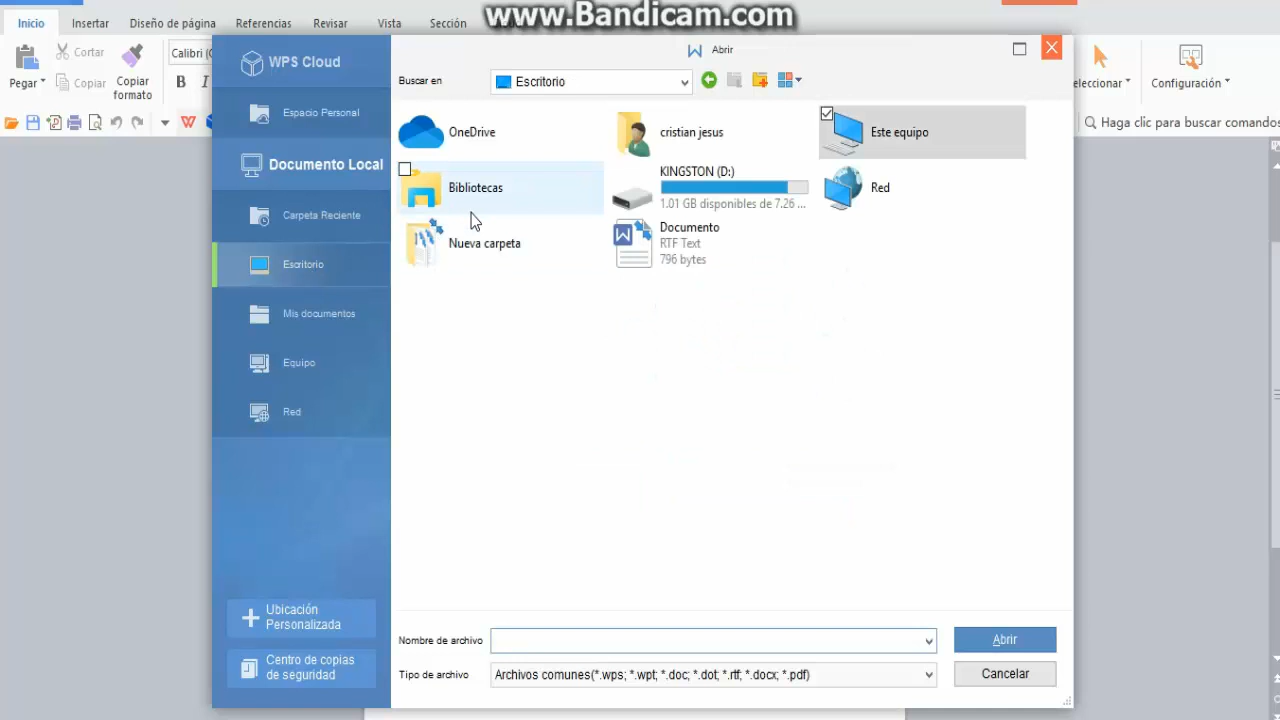 www.Bandicam.com
Inicio Insertar Diseño de página Referencias Revisar Vista Sección
Pegar Cortar Copiar Copiar formato Calibri (C B I
Configuración
Haga clic para buscar comandos
Abrir
WPS Cloud
Espacio Personal
Documento Local
Carpeta Reciente
Escritorio
Mis documentos
Equipo
Red
Ubicación
Personalizada
Centro de copias
de seguridad
Buscar en Escritorio
OneDrive
cristian jesus
Este equipo
Bibliotecas
KINGSTON (D:)
1.01 GB disponibles de 7.26 ...
Red
Nueva carpeta
Documento
RTF Text
796 bytes
Nombre de archivo
Abrir
Tipo de archivo Archivos comunes(*.wps; *.wpt; *.doc; *.dot; *.rtf; *.docx; *.pdf)
Cancelar